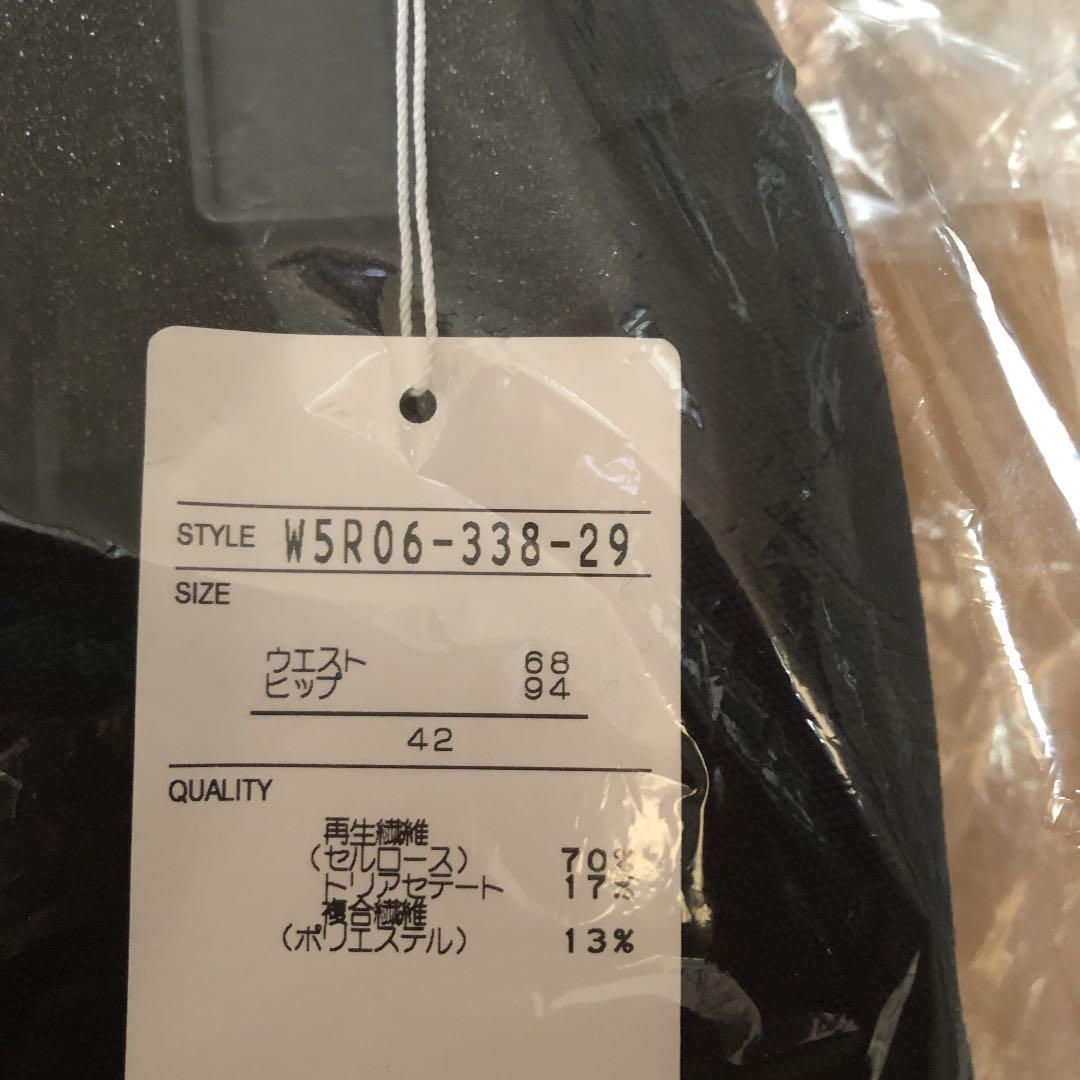 STYLE W5R06-338-29
SIZE
ウエスト 68
ヒップ 94
42
QUALITY
再生繊維
(セルロース) 70%
トリアセテート 17%
複合繊維
(ポリエステル) 13%